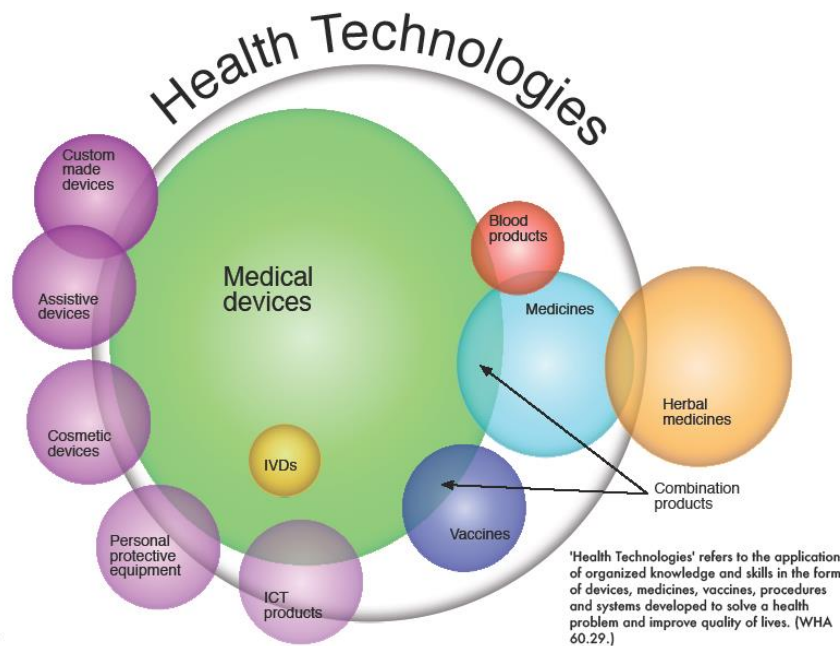 Health Technologies
Custom
made
devices
Blood
products
Medical
devices
Assistive
devices
Medicines
Herbal
medicines
Cosmetic
devices
IVDs
Combination
products
Vaccines
Personal
protective
equipment
ICT
products
'Health Technologies' refers to the application
of organized knowledge and skills in the form
of devices, medicines, vaccines, procedures
and systems developed to solve a health
problem and improve quality of lives. (WHA
60.29.)